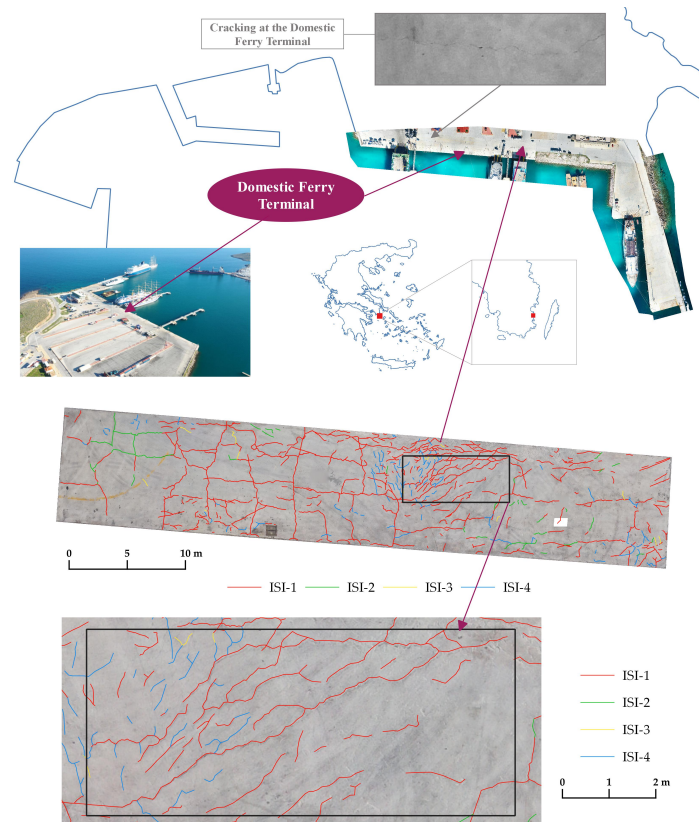 Cracking at the Domestic
Ferry Terminal
Domestic Ferry
Terminal
0 5 10 m
ISI-1 ISI-2 ISI-3 ISI-4
ISI-1
ISI-2
ISI-3
ISI-4
0 1 2 m